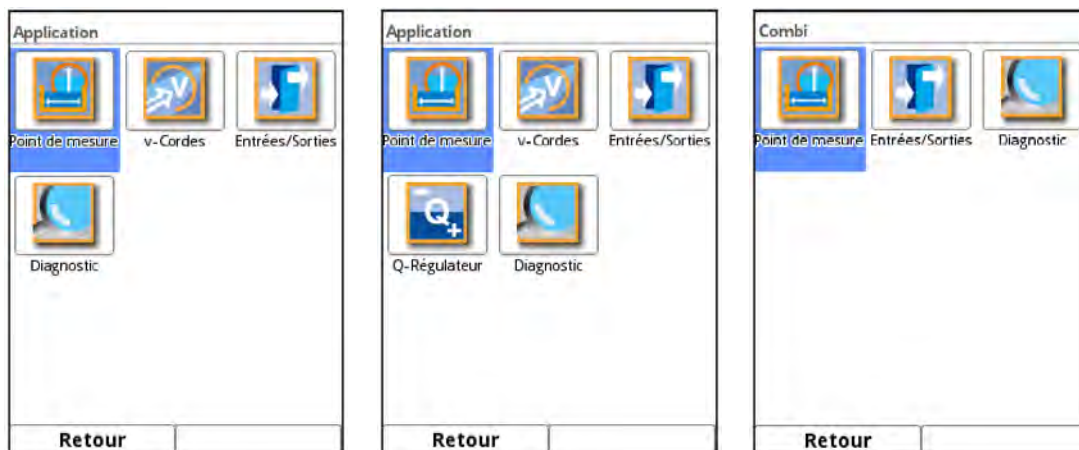 Application
Point de mesure
v-Cordes
Entrées/Sorties
Diagnostic
Retour
Application
Point de mesure
v-Cordes
Entrées/Sorties
Q-Régulateur
Diagnostic
Retour
Combi
Point de mesure
Entrées/Sorties
Diagnostic
Retour